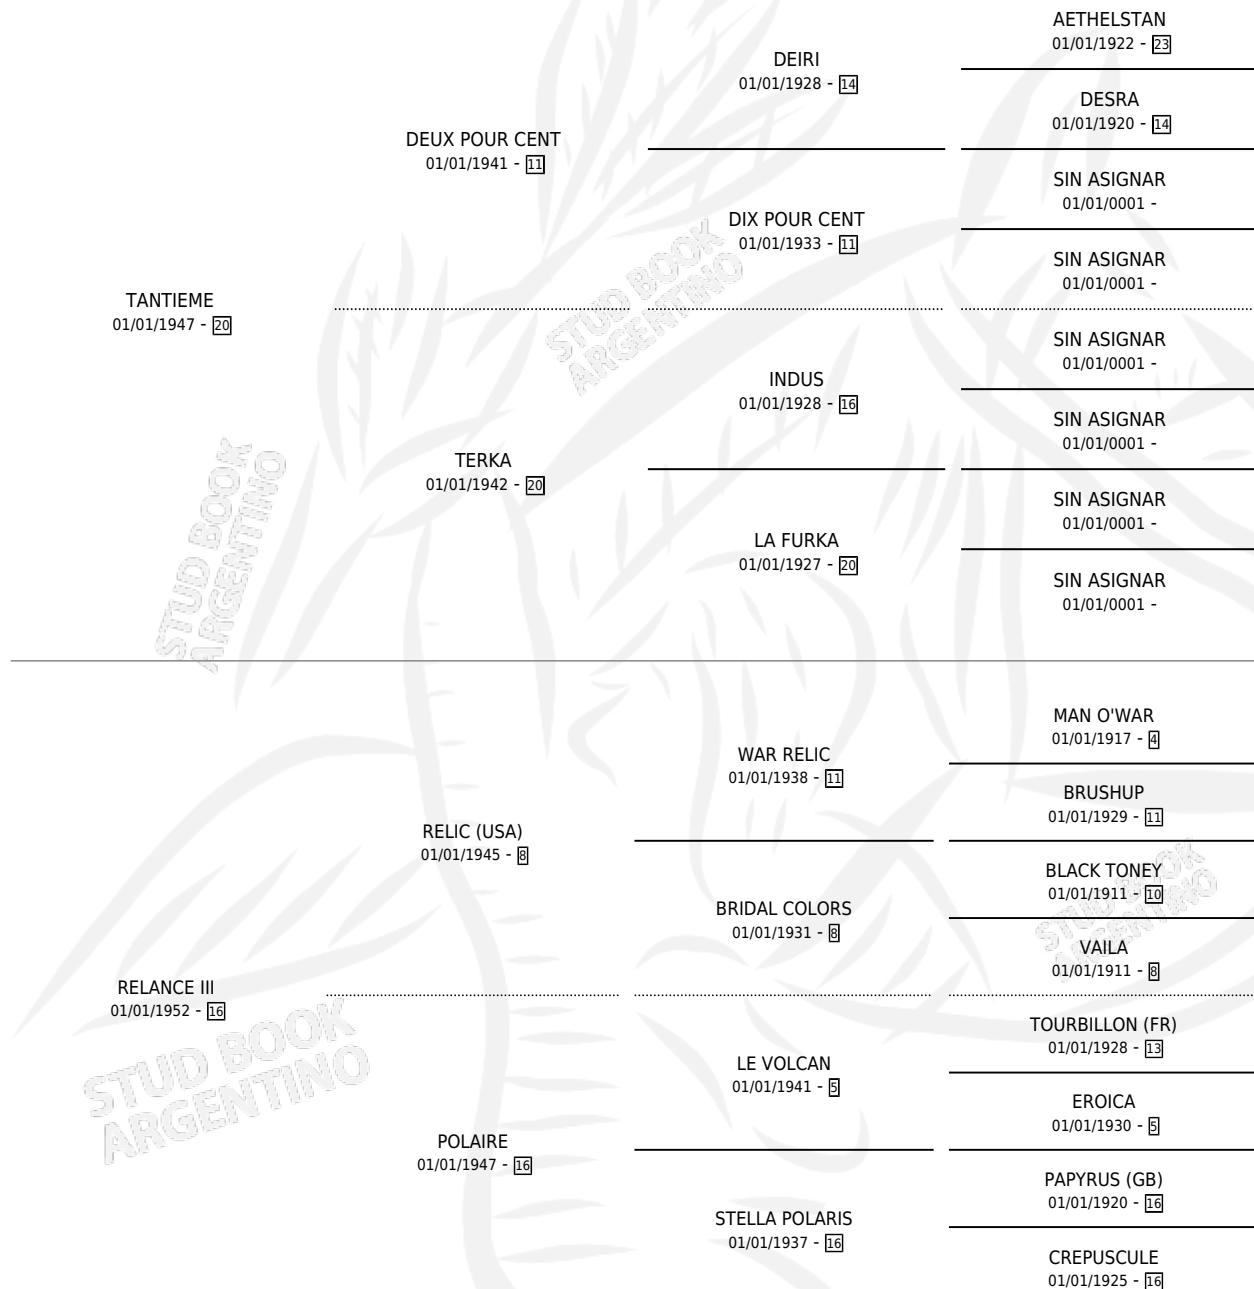 AETHELSTAN
01/01/1922 - 23
DEIRI
01/01/1928 - 14
DESRA
01/01/1920 - 14
DEUX POUR CENT
01/01/1941 - 11
SIN ASIGNAR
01/01/0001 -
DIX POUR CENT
01/01/1933 - 11
SIN ASIGNAR
01/01/0001 -
TANTIEME
01/01/1947 - 20
SIN ASIGNAR
01/01/0001 -
INDUS
01/01/1928 - 16
SIN ASIGNAR
01/01/0001 -
TERKA
01/01/1942 - 20
SIN ASIGNAR
01/01/0001 -
LA FURKA
01/01/1927 - 20
SIN ASIGNAR
01/01/0001 -
MAN O'WAR
01/01/1917 - 4
WAR RELIC
01/01/1938 - 11
BRUSHUP
01/01/1929 - 11
RELIC (USA)
01/01/1945 - 8
BLACK TONEY
01/01/1911 - 10
BRIDAL COLORS
01/01/1931 - 8
VAILA
01/01/1911 - 8
RELANCE III
01/01/1952 - 16
TOURBILLON (FR)
01/01/1928 - 13
LE VOLCAN
01/01/1941 - 5
EROICA
01/01/1930 - 5
POLAIRE
01/01/1947 - 16
PAPYRUS (GB)
01/01/1920 - 16
STELLA POLARIS
01/01/1937 - 16
CREPUSCULE
01/01/1925 - 16
STUD BOOK
ARGENTINO
STUD BOOK
ARGENTINO
STUD BOOK
ARGENTINO
STUD BOOK
ARGENTINO